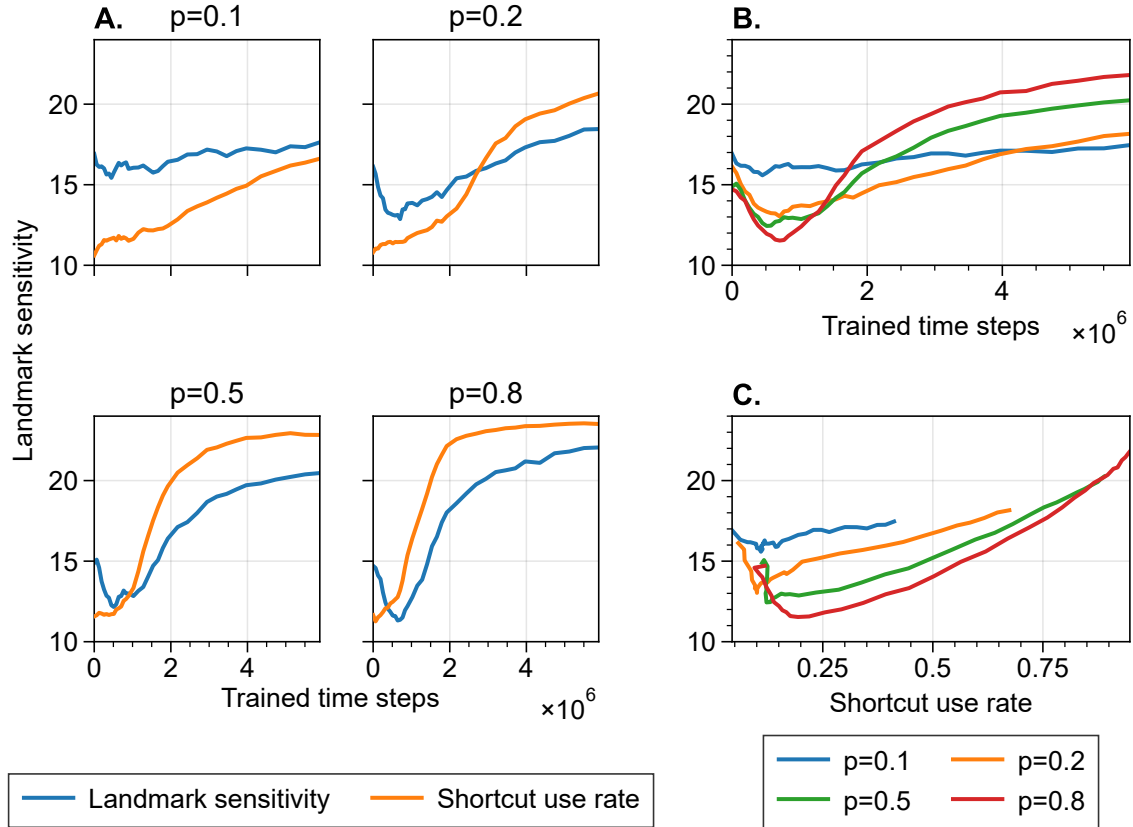 A.
p=0.1
p=0.2
B.
20
15
10
20
15
10
0
2
4
Trained time steps
×10^6
Landmark sensitivity
p=0.5
p=0.8
C.
20
15
10
0
2
4
0
2
4
Trained time steps
×10^6
20
15
10
0.25
0.5
0.75
Shortcut use rate
Landmark sensitivity
Shortcut use rate
p=0.1
p=0.2
p=0.5
p=0.8